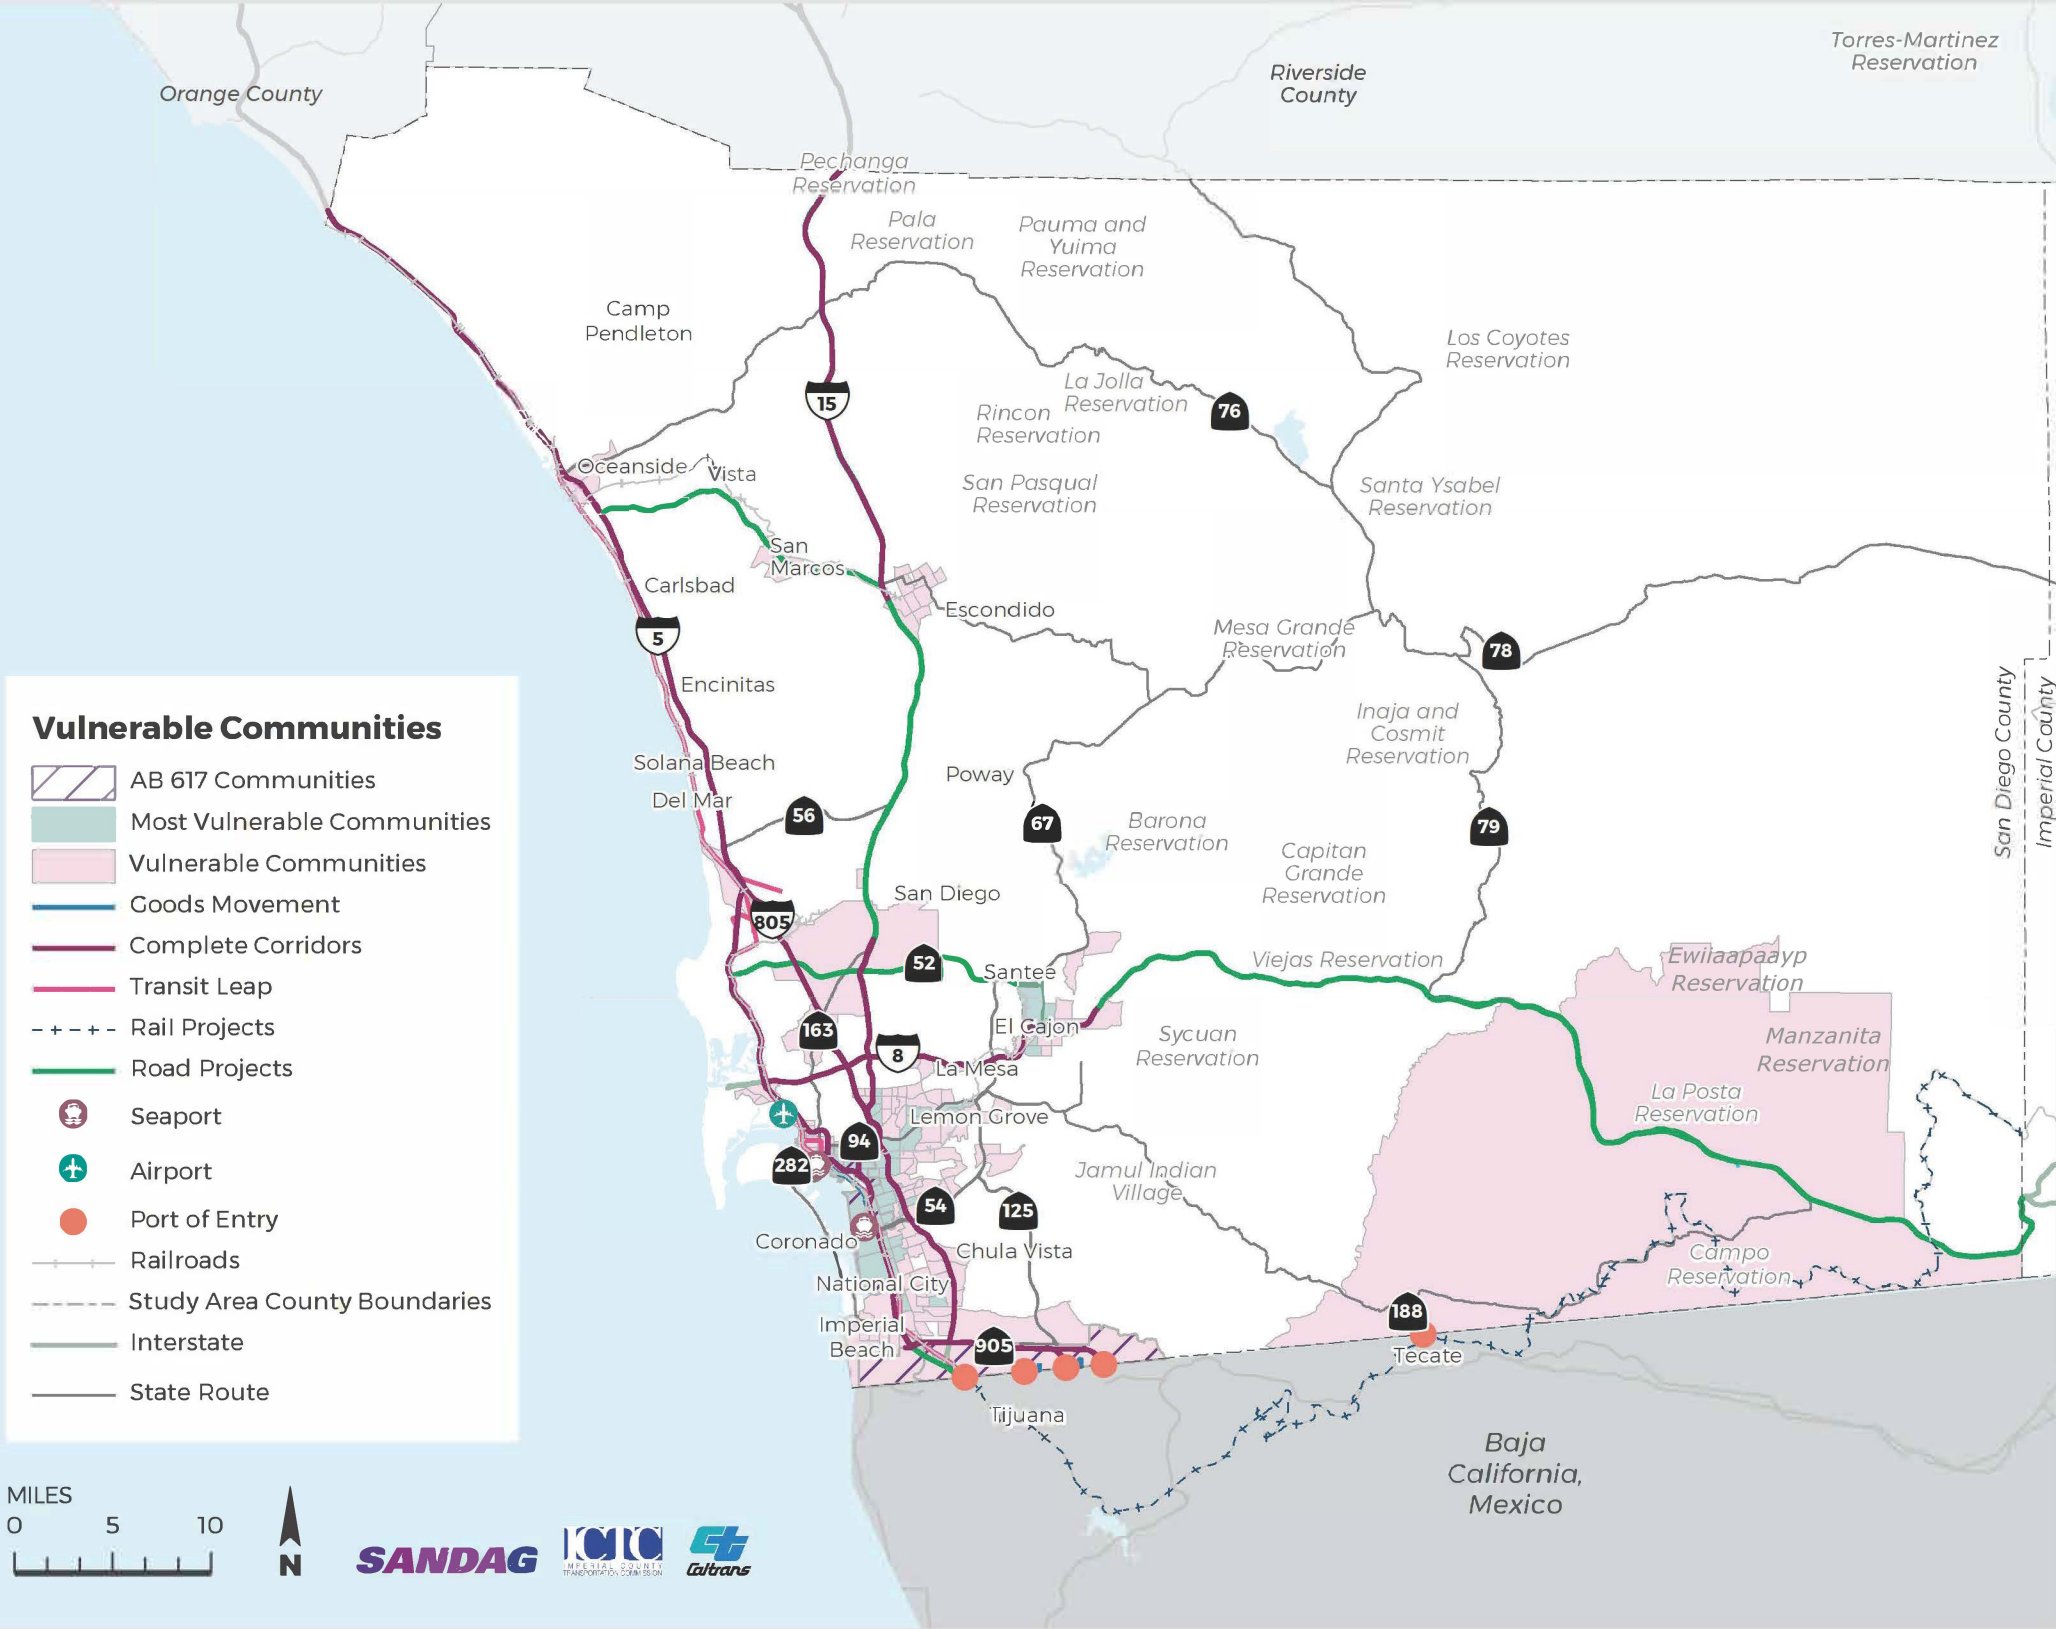 Orange County
Riverside
County
Torres-Martinez
Reservation
Pechanga
Reservation
Pala
Reservation
Pauma and
Yuima
Reservation
Camp
Pendleton
Los Coyotes
Reservation
15
La Jolla
Reservation
Rincon
Reservation
76
Oceanside
Vista
San Pasqual
Reservation
Santa Ysabel
Reservation
San
Marcos
Carlsbad
Escondido
5
Mesa Grande
Reservation
78
Encinitas
Inaja and
Cosmit
Reservation
San Diego County
Imperial County
Solana Beach
Poway
Del Mar
56
67
Barona
Reservation
79
Capitan
Grande
Reservation
San Diego
805
52
Santee
Viejas Reservation
Ewiiaapaayp
Reservation
163
El Cajon
Sycuan
Reservation
Manzanita
Reservation
8
La Mesa
La Posta
Reservation
Lemon Grove
94
282
Jamul Indian
Village
54
125
Coronado
Chula Vista
Campo
Reservation
National City
Imperial
Beach
905
188
Tecate
Tijuana
Baja
California,
Mexico
Vulnerable Communities
AB 617 Communities
Most Vulnerable Communities
Vulnerable Communities
Goods Movement
Complete Corridors
Transit Leap
Rail Projects
Road Projects
Seaport
Airport
Port of Entry
Railroads
Study Area County Boundaries
Interstate
State Route
MILES
0 5 10
N
SANDAG
ICTC
IMPERIAL COUNTY
TRANSPORTATION COMMISSION
ct
Caltrans